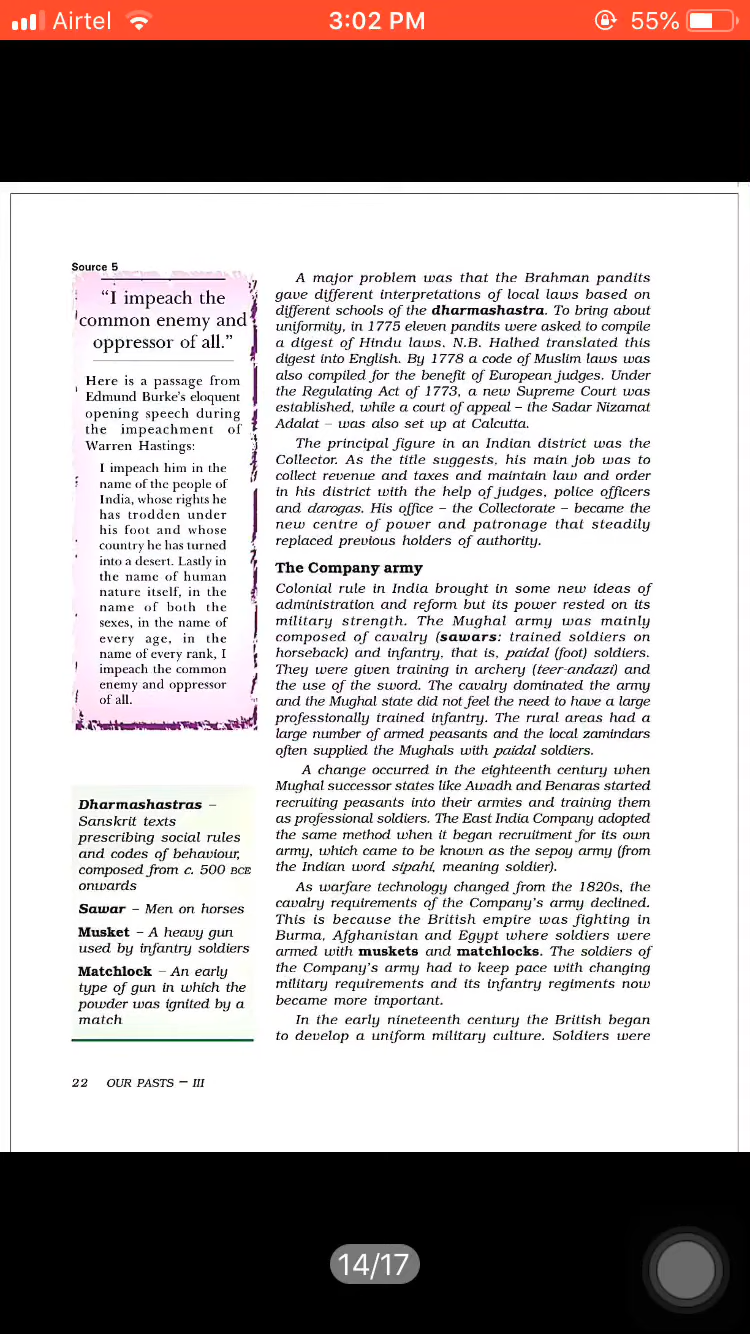 Airtel
3:02 PM
55%
Source 5
“I impeach the
common enemy and
oppressor of all.”
Here is a passage from
Edmund Burke’s eloquent
opening speech during
the impeachment of
Warren Hastings:
I impeach him in the
name of the people of
India, whose rights he
has trodden under
his foot and whose
country he has turned
into a desert. Lastly in
the name of human
nature itself, in the
name of both the
sexes, in the name of
every age, in the
name of every rank, I
impeach the common
enemy and oppressor
of all.
Dharmashastras –
Sanskrit texts
prescribing social rules
and codes of behaviour,
composed from c. 500 BCE
onwards
Sawar – Men on horses
Musket – A heavy gun
used by infantry soldiers
Matchlock – An early
type of gun in which the
powder was ignited by a
match
A major problem was that the Brahman pandits
gave different interpretations of local laws based on
different schools of the dharmashastra. To bring about
uniformity, in 1775 eleven pandits were asked to compile
a digest of Hindu laws. N.B. Halhed translated this
digest into English. By 1778 a code of Muslim laws was
also compiled for the benefit of European judges. Under
the Regulating Act of 1773, a new Supreme Court was
established, while a court of appeal – the Sadar Nizamat
Adalat – was also set up at Calcutta.
The principal figure in an Indian district was the
Collector. As the title suggests, his main job was to
collect revenue and taxes and maintain law and order
in his district with the help of judges, police officers
and darogas. His office – the Collectorate – became the
new centre of power and patronage that steadily
replaced previous holders of authority.
The Company army
Colonial rule in India brought in some new ideas of
administration and reform but its power rested on its
military strength. The Mughal army was mainly
composed of cavalry (sawars: trained soldiers on
horseback) and infantry, that is, paidal (foot) soldiers.
They were given training in archery (teer-andazi) and
the use of the sword. The cavalry dominated the army
and the Mughal state did not feel the need to have a large
professionally trained infantry. The rural areas had a
large number of armed peasants and the local zamindars
often supplied the Mughals with paidal soldiers.
A change occurred in the eighteenth century when
Mughal successor states like Awadh and Benaras started
recruiting peasants into their armies and training them
as professional soldiers. The East India Company adopted
the same method when it began recruitment for its own
army, which came to be known as the sepoy army (from
the Indian word sipahi, meaning soldier).
As warfare technology changed from the 1820s, the
cavalry requirements of the Company’s army declined.
This is because the British empire was fighting in
Burma, Afghanistan and Egypt where soldiers were
armed with muskets and matchlocks. The soldiers of
the Company’s army had to keep pace with changing
military requirements and its infantry regiments now
became more important.
In the early nineteenth century the British began
to develop a uniform military culture. Soldiers were
22 OUR PASTS – III
14/17